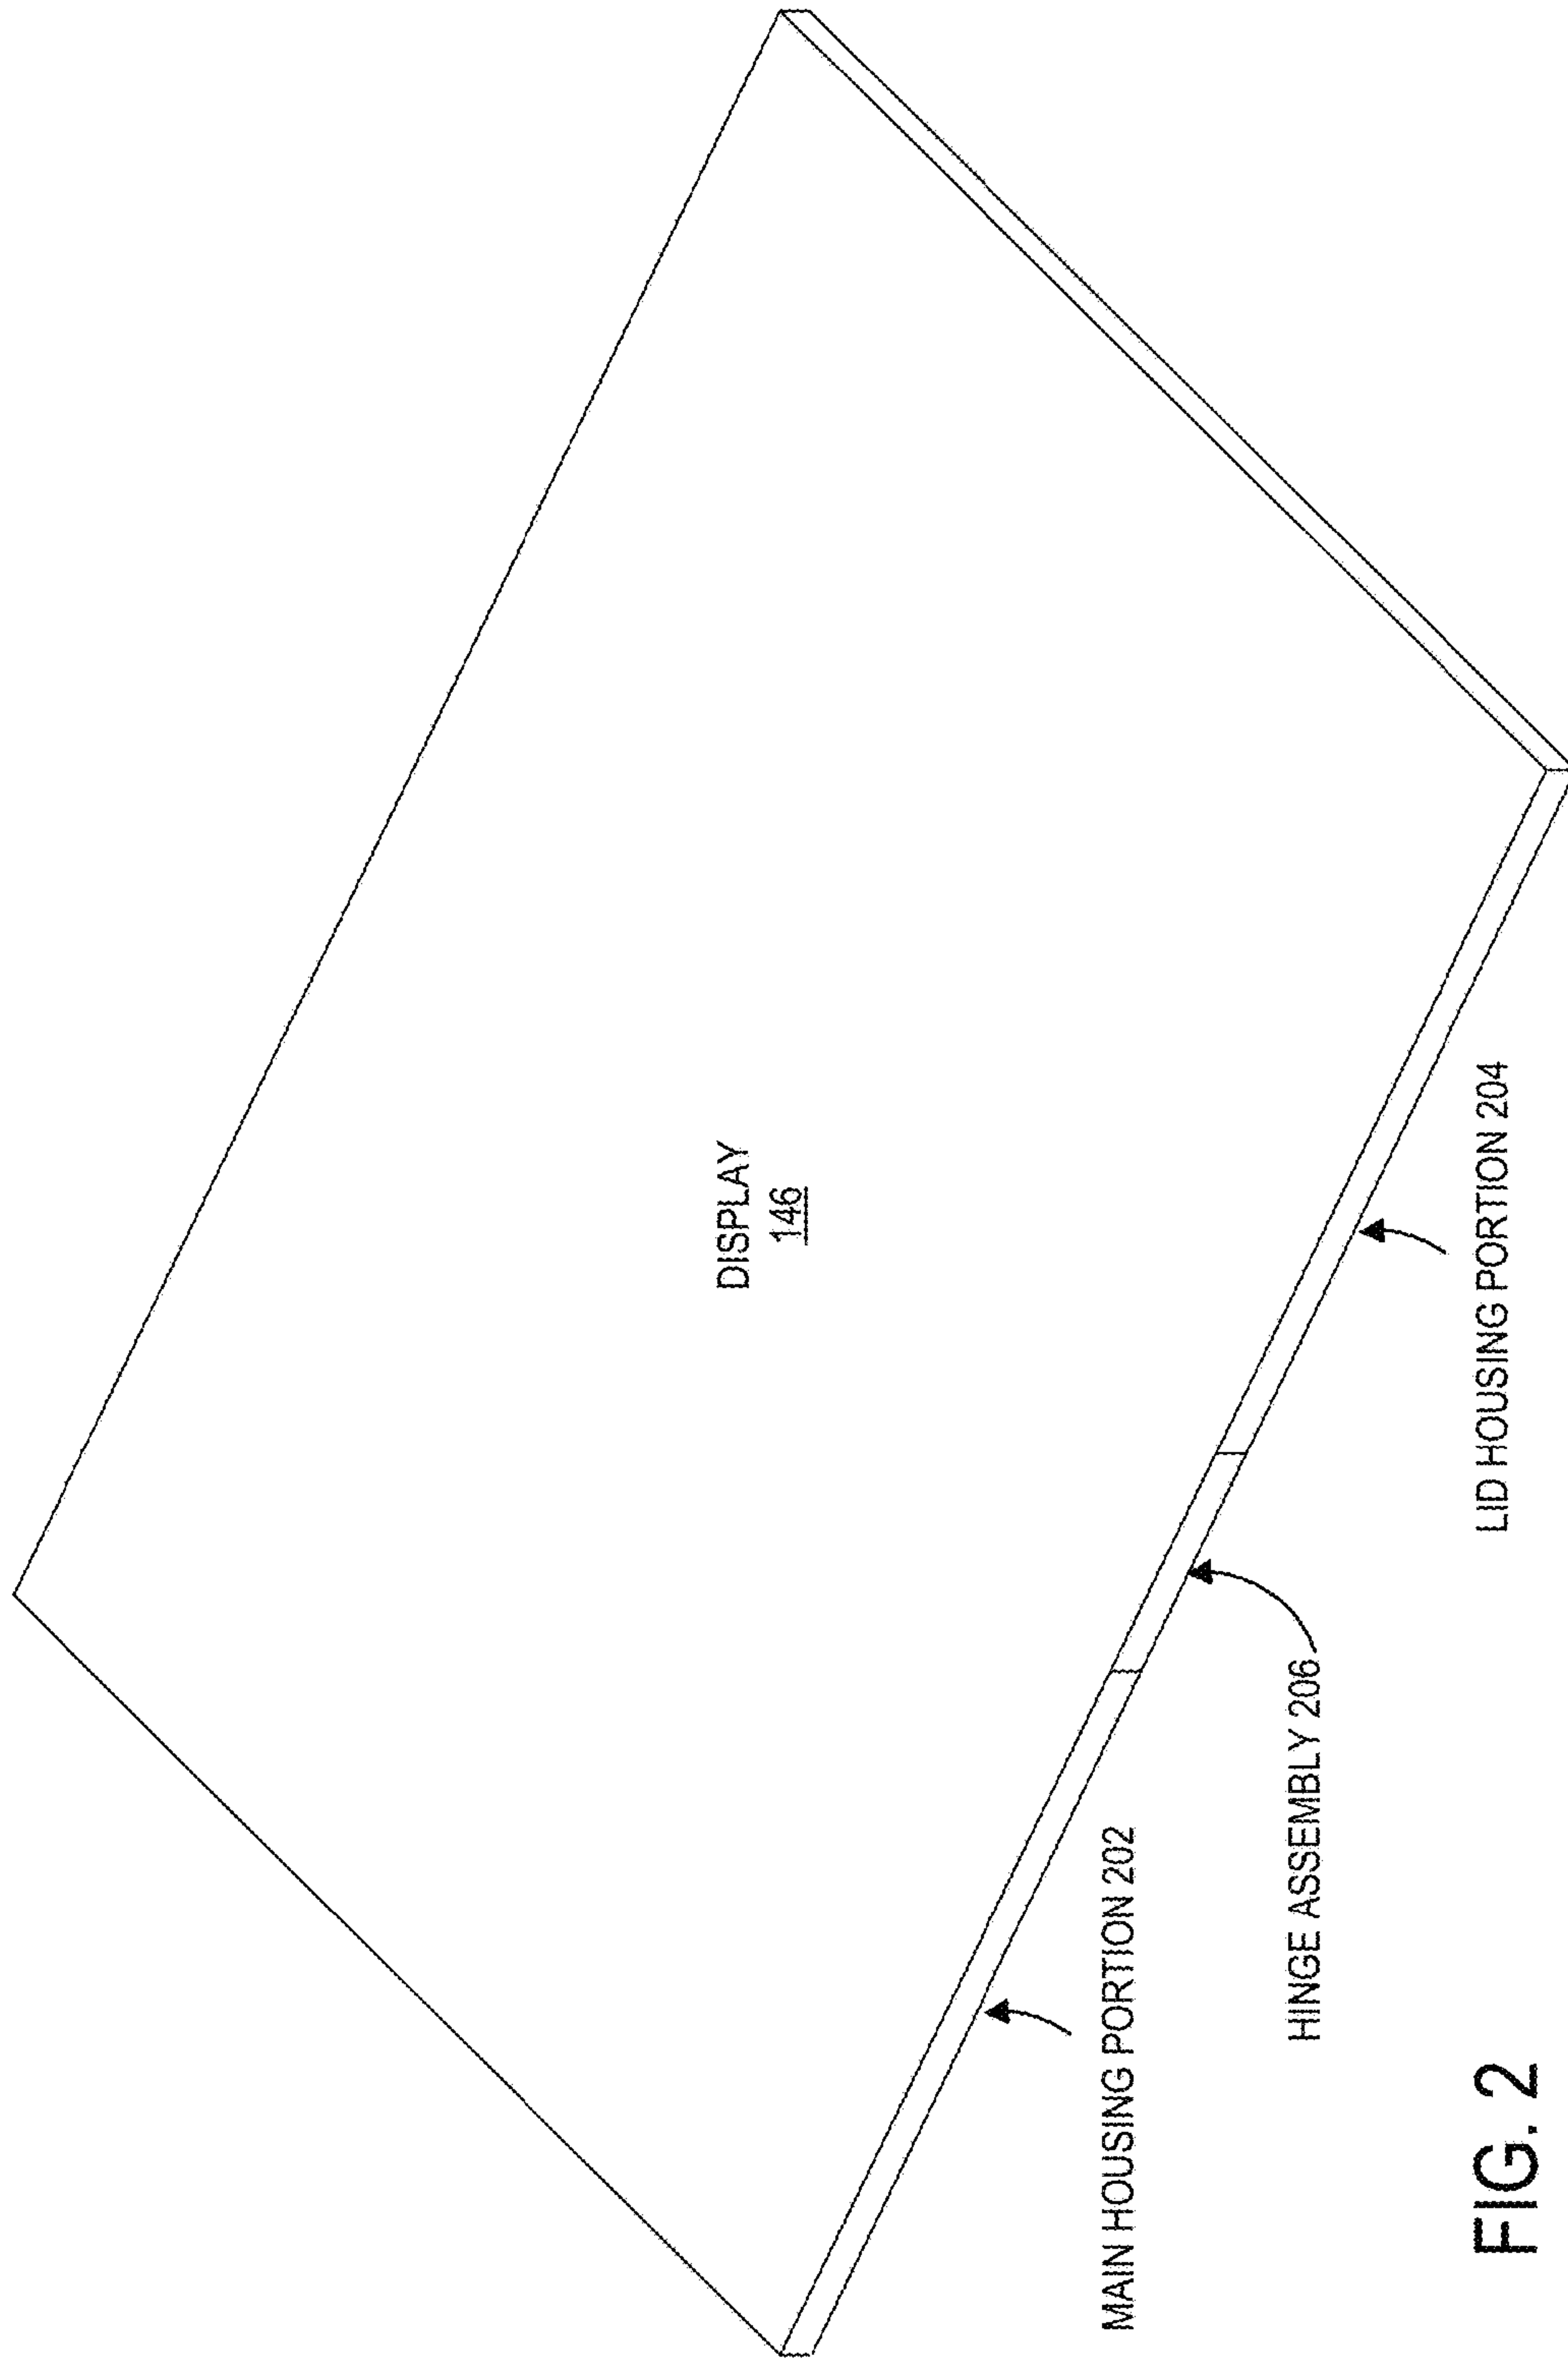 DISPLAY
146
MAIN HOUSING PORTION 202
HINGE ASSEMBLY 206
LID HOUSING PORTION 204
FIG. 2